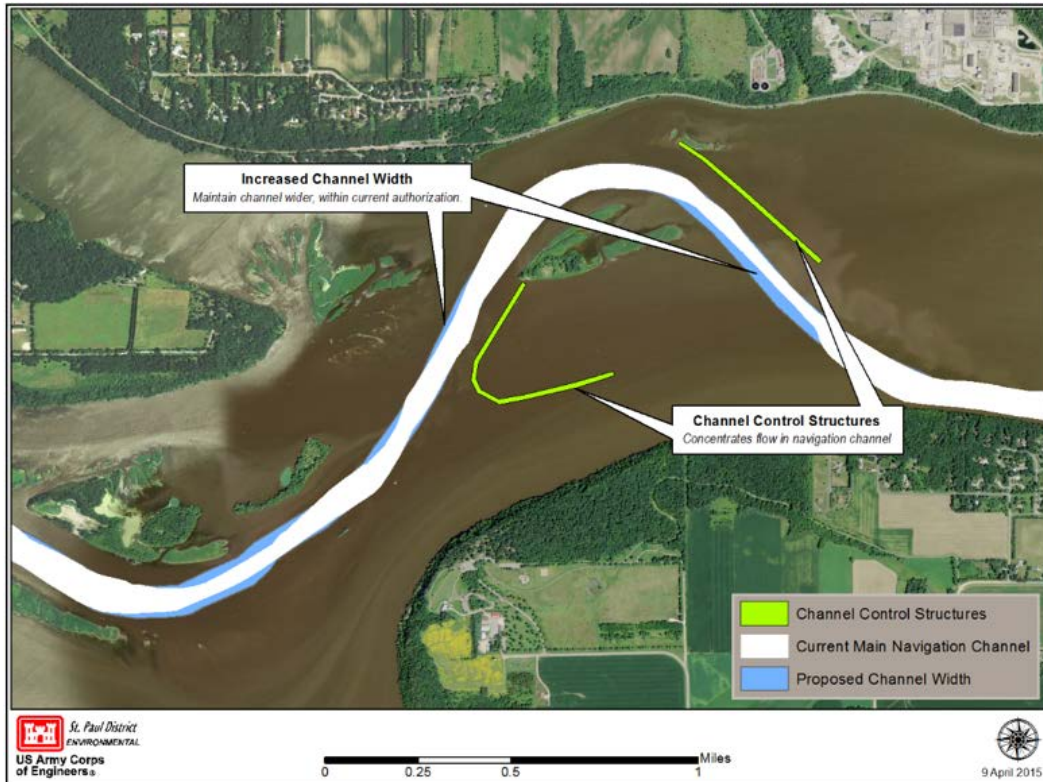 Increased Channel Width
Maintain channel wider, within current authorization.
Channel Control Structures
Concentrates flow in navigation channel
Channel Control Structures
Current Main Navigation Channel
Proposed Channel Width
St. Paul District
ENVIRONMENTAL
US Army Corps
of Engineers®
0 0.25 0.5 1
Miles
9 April 2015